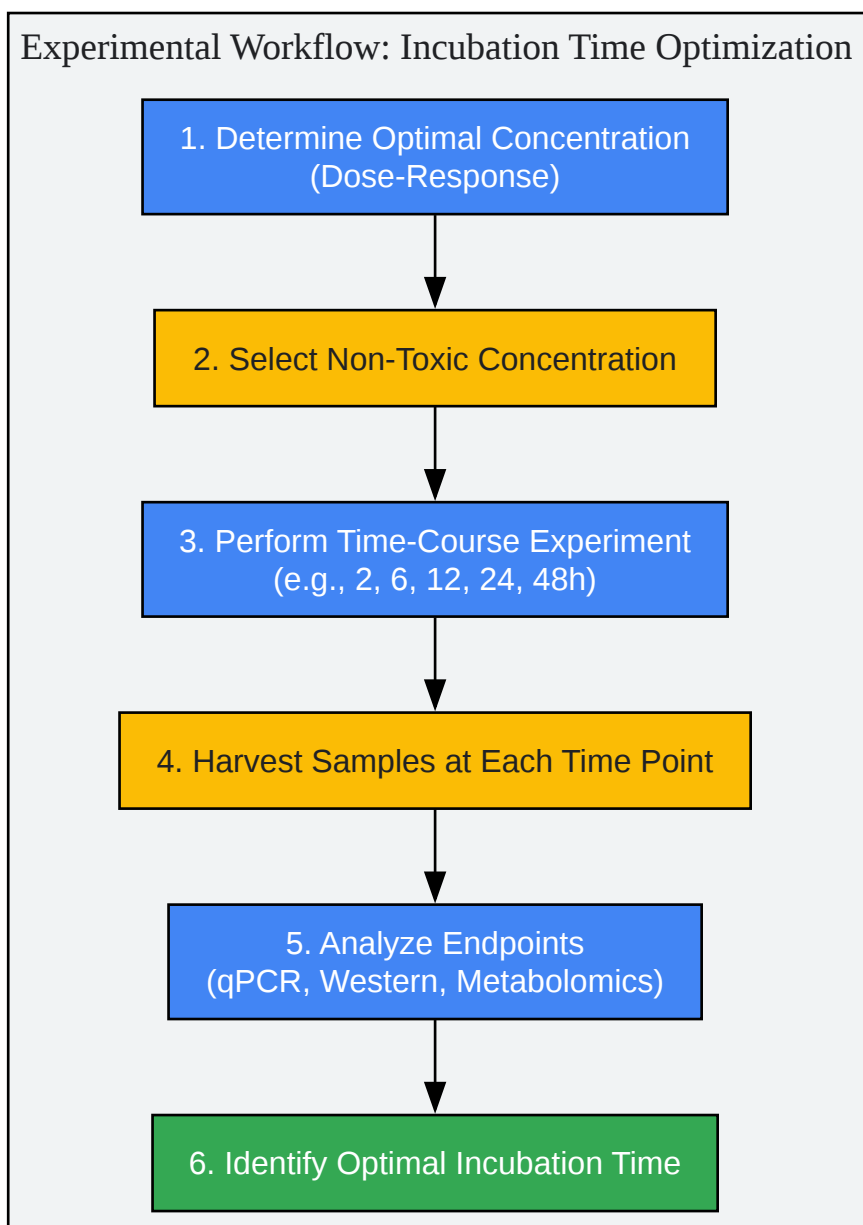 Experimental Workflow: Incubation Time Optimization
1. Determine Optimal Concentration
(Dose-Response)
2. Select Non-Toxic Concentration
3. Perform Time-Course Experiment
(e.g., 2, 6, 12, 24, 48h)
4. Harvest Samples at Each Time Point
5. Analyze Endpoints
(qPCR, Western, Metabolomics)
6. Identify Optimal Incubation Time